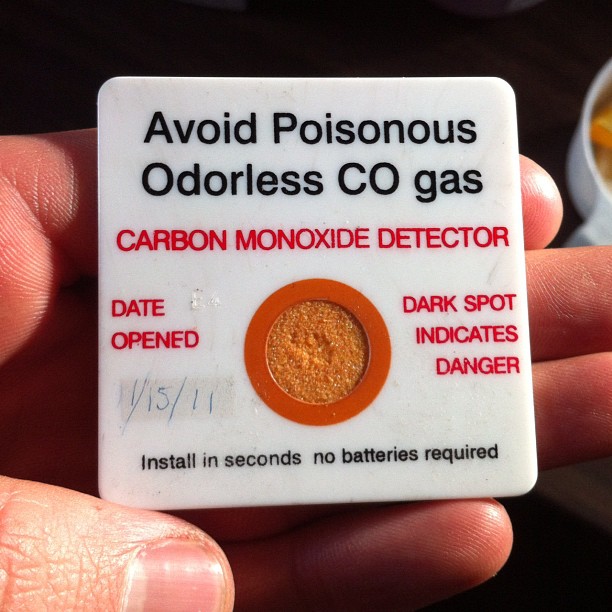 Avoid Poisonous
Odorless CO gas
CARBON MONOXIDE DETECTOR
DATE
OPENED
1/15/11
DARK SPOT
INDICATES
DANGER
Install in seconds no batteries required